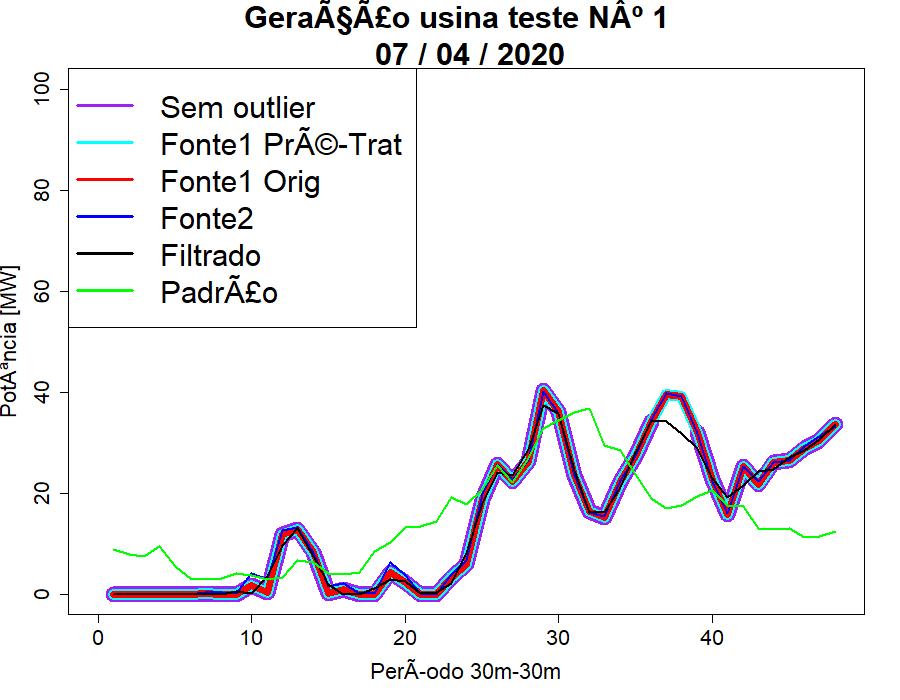 GeraÃ§Ã£o usina teste NÂº 1
07 / 04 / 2020
100
80
60
40
20
0
PotÃªncia [MW]
Sem outlier
Fonte1 PrÃ©-Trat
Fonte1 Orig
Fonte2
Filtrado
PadrÃ£o
0 10 20 30 40
PerÃ­odo 30m-30m